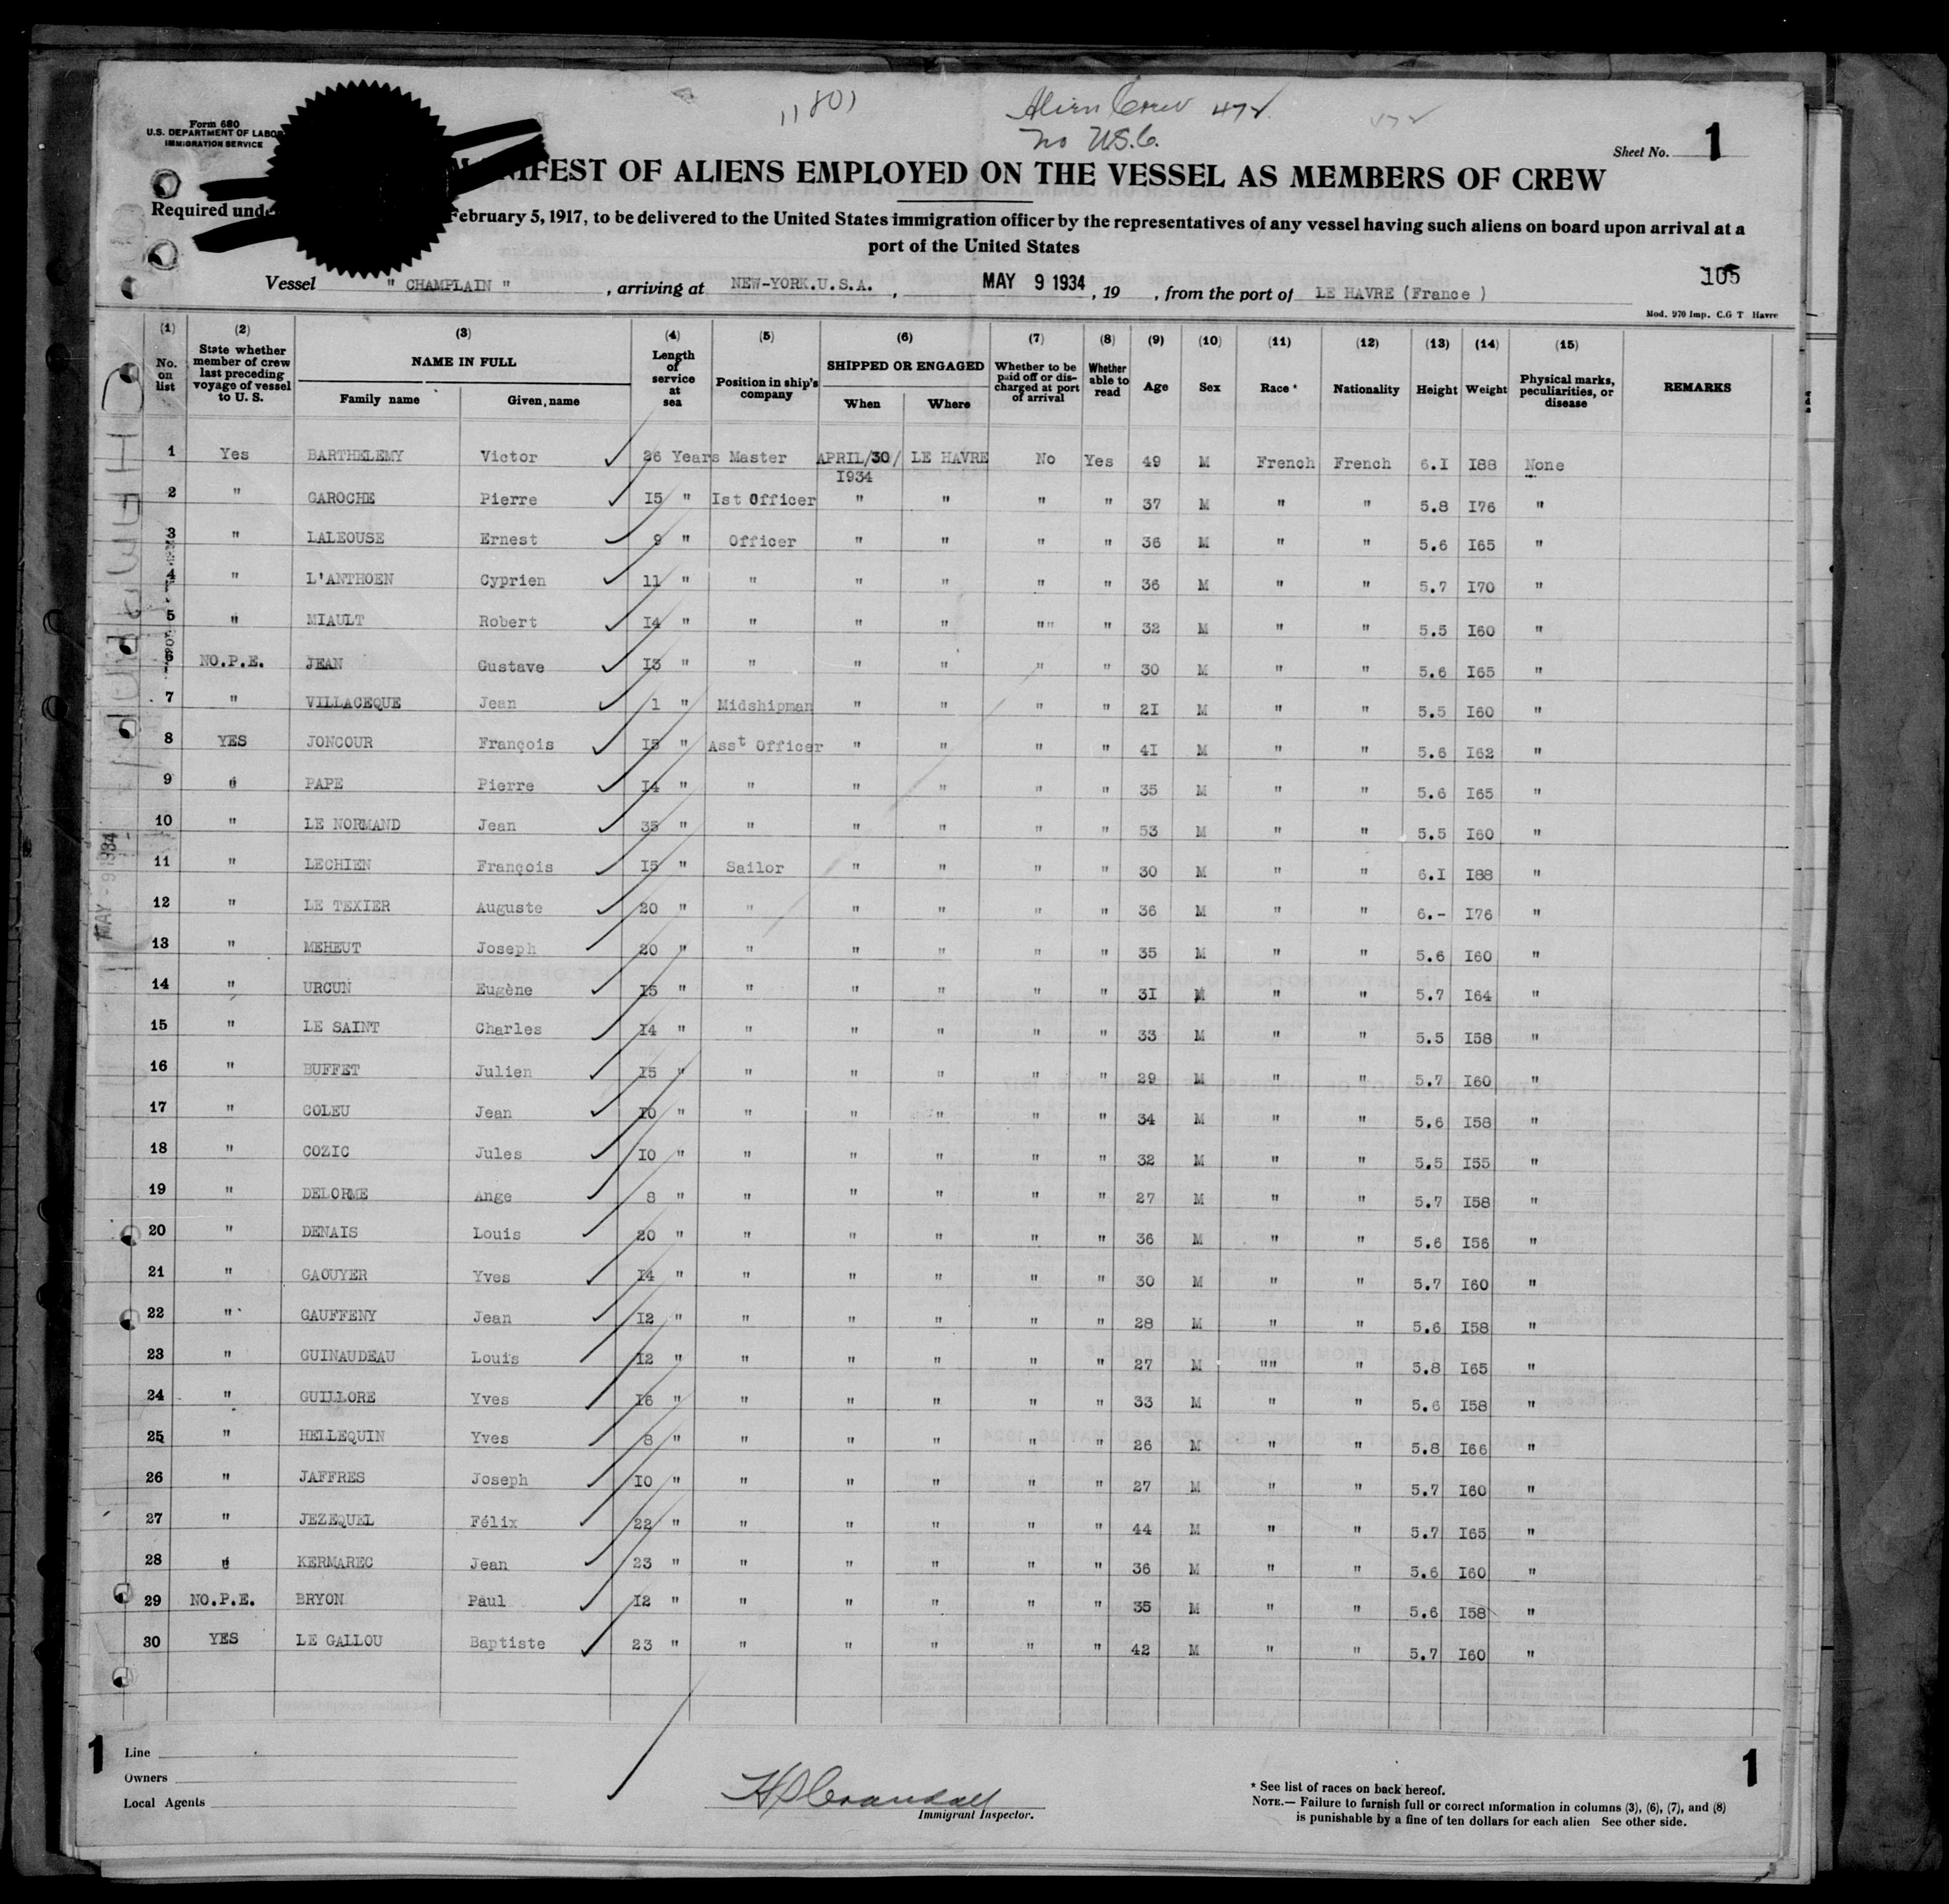 11801
Alien Crew 472
No U.S.C.
Form 680
U.S. DEPARTMENT OF LABOR
IMMIGRATION SERVICE
Sheet No. 1
MANIFEST OF ALIENS EMPLOYED ON THE VESSEL AS MEMBERS OF CREW
Required under February 5, 1917, to be delivered to the United States immigration officer by the representatives of any vessel having such aliens on board upon arrival at a
port of the United States
Vessel " CHAMPLAIN " , arriving at NEW-YORK.U.S.A. , MAY 9 1934 , 19 , from the port of LE HAVRE (France )
105
Mod. 970 Imp. C.G T Havre
(1) No. on list (2) State whether member of crew last preceding voyage of vessel to U. S. (3) NAME IN FULL Family name Given name (4) Length of service at sea (5) Position in ship's company (6) SHIPPED OR ENGAGED When Where (7) Whether to be paid off or discharged at port of arrival (8) Whether able to read (9) Age (10) Sex (11) Race * (12) Nationality (13) Height (14) Weight (15) Physical marks, peculiarities, or disease REMARKS
1 Yes BARTHELEMY Victor 26 Years Master APRIL/30/ 1934 LE HAVRE No Yes 49 M French French 6.I I88 None
2 " GAROCHE Pierre I5 " Ist Officer " " " " 37 M " " 5.8 I76 "
3 " LALEOUSE Ernest 9 " Officer " " " " 36 M " " 5.6 I65 "
4 " L'ANTHOEN Cyprien 11 " " " " " " 36 M " " 5.7 I70 "
5 " MIAULT Robert I4 " " " " "" " 32 M " " 5.5 I60 "
6 NO.P.E. JEAN Gustave I3 " " " " " " 30 M " " 5.6 I65 "
7 " VILLACEQUE Jean 1 " Midshipman " " " " 2I M " " 5.5 I60 "
8 YES JONCOUR François I5 " Asst Officer " " " " 4I M " " 5.6 I62 "
9 " PAPE Pierre I4 " " " " " " 35 M " " 5.6 I65 "
10 " LE NORMAND Jean 35 " " " " " " 53 M " " 5.5 I60 "
11 " LECHIEN François I5 " Sailor " " " " 30 M " " 6.I I88 "
12 " LE TEXIER Auguste 20 " " " " " " 36 M " " 6.- I76 "
13 " MEHEUT Joseph 20 " " " " " " 35 M " " 5.6 I60 "
14 " URCUN Eugène I5 " " " " " " 3I M " " 5.7 I64 "
15 " LE SAINT Charles I4 " " " " " " 33 M " " 5.5 I58 "
16 " BUFFET Julien I5 " " " " " " 29 M " " 5.7 I60 "
17 " COLEU Jean I0 " " " " " " 34 M " " 5.6 I58 "
18 " COZIC Jules I0 " " " " " " 32 M " " 5.5 I55 "
19 " DELORME Ange 8 " " " " " " 27 M " " 5.7 I58 "
20 " DENAIS Louis 20 " " " " " " 36 M " " 5.6 I56 "
21 " GAOUYER Yves I4 " " " " " " 30 M " " 5.7 I60 "
22 " GAUFFENY Jean I2 " " " " " " 28 M " " 5.6 I58 "
23 " GUINAUDEAU Louis I2 " " " " " " 27 M "" " 5.8 I65 "
24 " GUILLORE Yves I6 " " " " " " 33 M " " 5.6 I58 "
25 " HELLEQUIN Yves 8 " " " " " " 26 M " " 5.8 I66 "
26 " JAFFRES Joseph I0 " " " " " " 27 M " " 5.7 I60 "
27 " JEZEQUEL Félix 22 " " " " " " 44 M " " 5.7 I65 "
28 " KERMAREC Jean 23 " " " " " " 36 M " " 5.6 I60 "
29 NO.P.E. BRYON Paul I2 " " " " " " 35 M " " 5.6 I58 "
30 YES LE GALLOU Baptiste 23 " " " " " " 42 M " " 5.7 I60 "
MAY - 9 1934
1
Line
Owners
Local Agents
Immigrant Inspector.
* See list of races on back hereof.
NOTE.— Failure to furnish full or correct information in columns (3), (6), (7), and (8)
is punishable by a fine of ten dollars for each alien See other side.
1